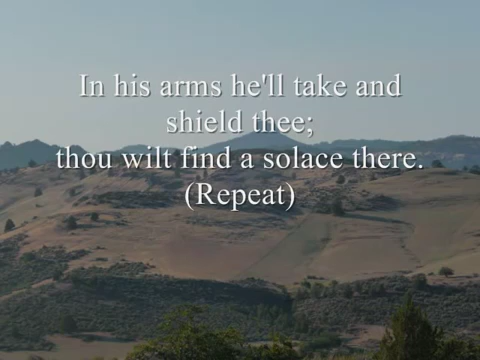 In his arms he'll take and
shield thee;
thou wilt find a solace there.
(Repeat)